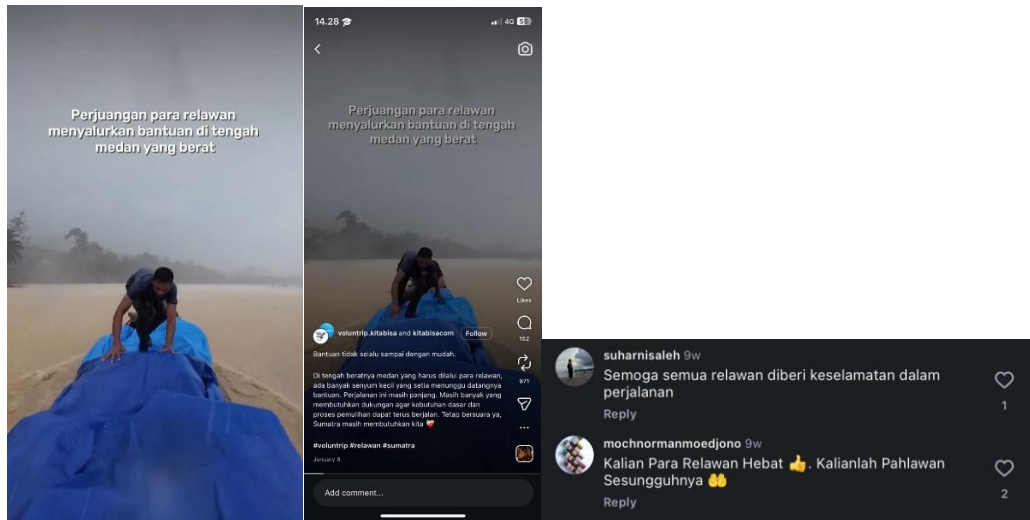 Perjuangan para relawan
menyalurkan bantuan di tengah
medan yang berat
14.28
4G
Perjuangan para relawan
menyalurkan bantuan di tengah
medan yang berat
Likes
voluntrip.kitabisa and kitabisacom Follow
152
Bantuan tidak selalu sampai dengan mudah.
Di tengah beratnya medan yang harus dilalui para relawan,
ada banyak senyum kecil yang setia menunggu datangnya
bantuan. Perjalanan ini masih panjang. Masih banyak yang
membutuhkan dukungan agar kebutuhan dasar dan
proses pemulihan dapat terus berjalan. Tetap bersuara ya,
Sumatra masih membutuhkan kita ❤️‍🩹
971
#voluntrip #relawan #sumatra
January 8
Add comment...
suharnisaleh 9w
Semoga semua relawan diberi keselamatan dalam
perjalanan
1
Reply
mochnormanmoedjono 9w
Kalian Para Relawan Hebat 👍. Kalianlah Pahlawan
Sesungguhnya 🤲
2
Reply